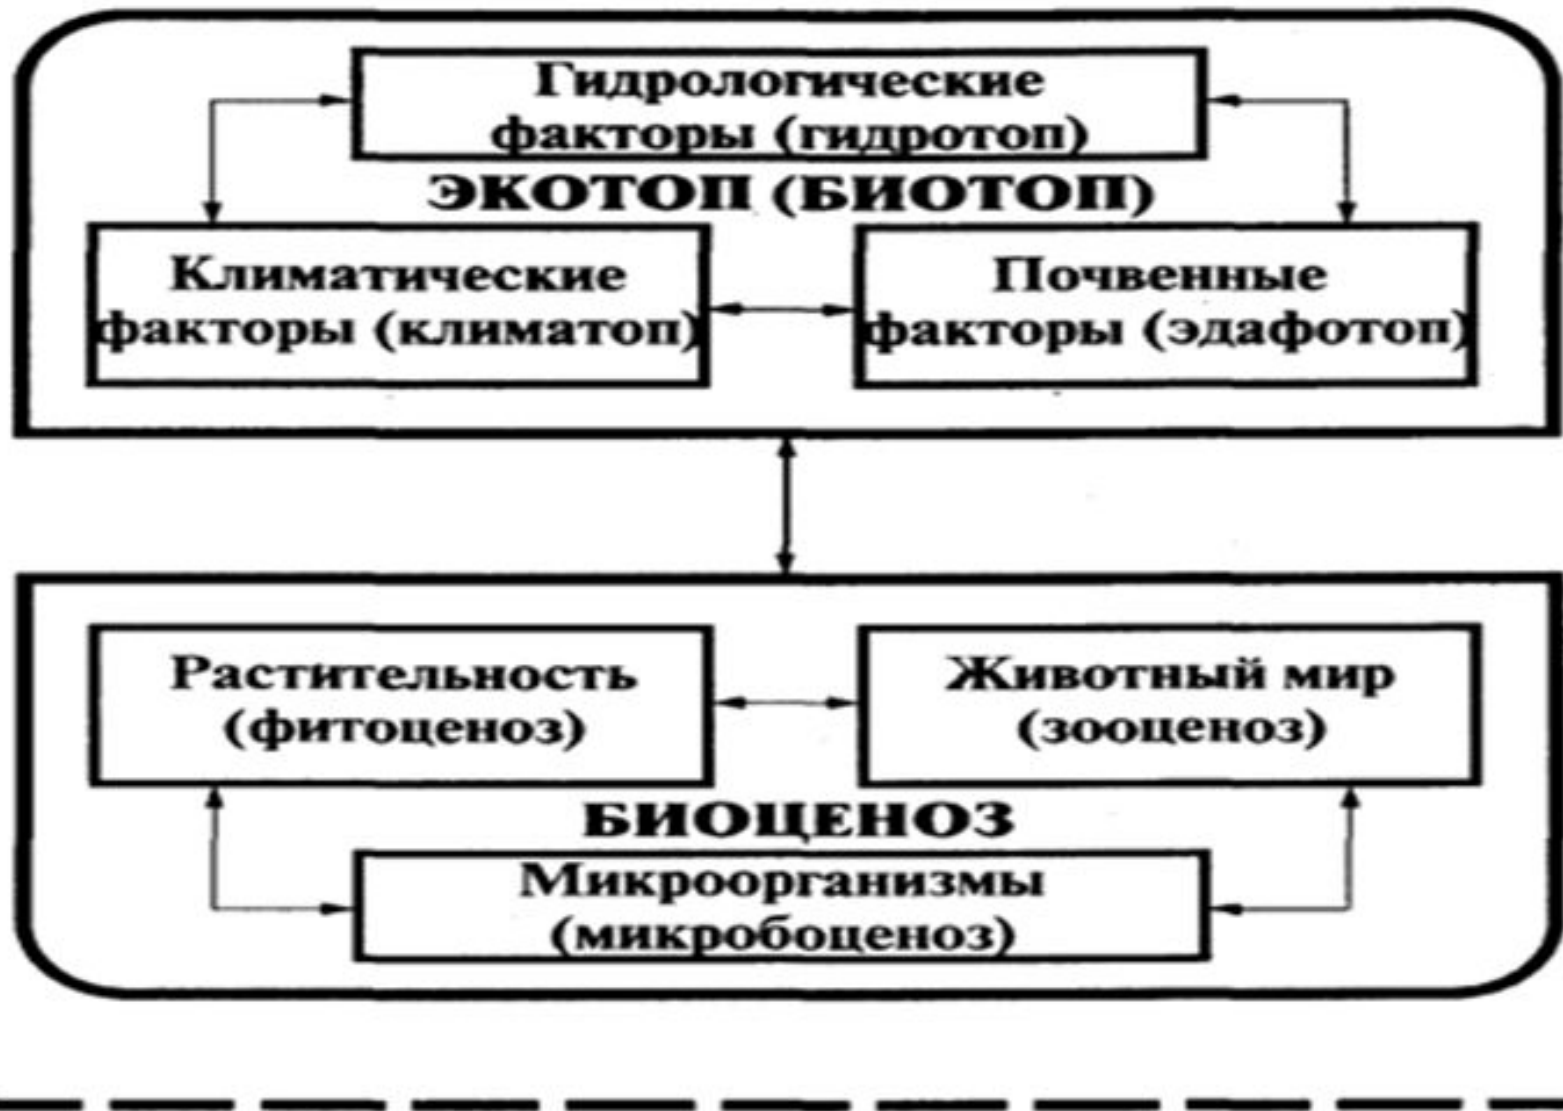 Гидрологические
факторы (гидротоп)
ЭКОТОП (БИОТОП)
Климатические
факторы (климатоп)
Почвенные
факторы (эдафотоп)
Растительность
(фитоценоз)
Животный мир
(зооценоз)
БИОЦЕНОЗ
Микроорганизмы
(микробоценоз)